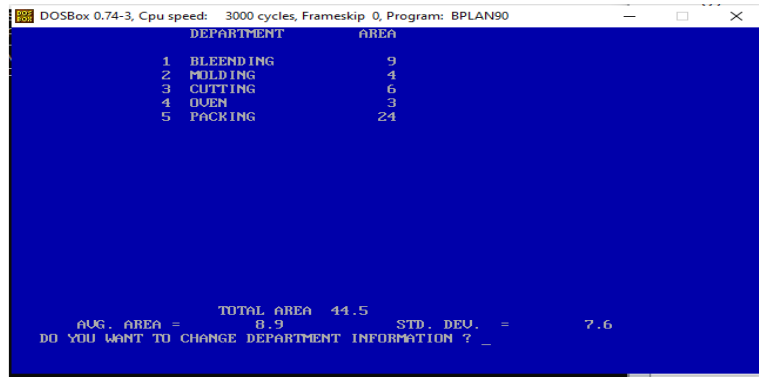 DOSBox 0.74-3, Cpu speed: 3000 cycles, Frameskip 0, Program: BPLAN90
DEPARTMENT AREA
1 BLEENDING 9
2 MOLDING 4
3 CUTTING 6
4 OVEN 3
5 PACKING 24
TOTAL AREA 44.5
AVG. AREA = 8.9 STD. DEV. = 7.6
DO YOU WANT TO CHANGE DEPARTMENT INFORMATION ? _